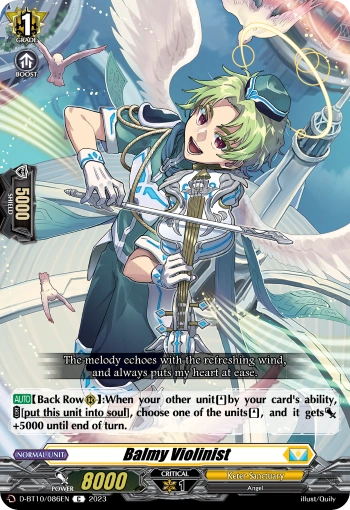 1
GRADE
BOOST
5000
SHIELD
The melody echoes with the refreshing wind,
and always puts my heart at ease.
AUTO【Back Row】:When your other unit is by your card's ability,
[put this unit into soul], choose one of the units, and it gets
+5000 until end of turn.
NORMAL UNIT
Balmy Violinist
POWER 8000
CRITICAL
1
Keter Sanctuary
Angel
D-BT10/086EN C 2023
illust/Quily